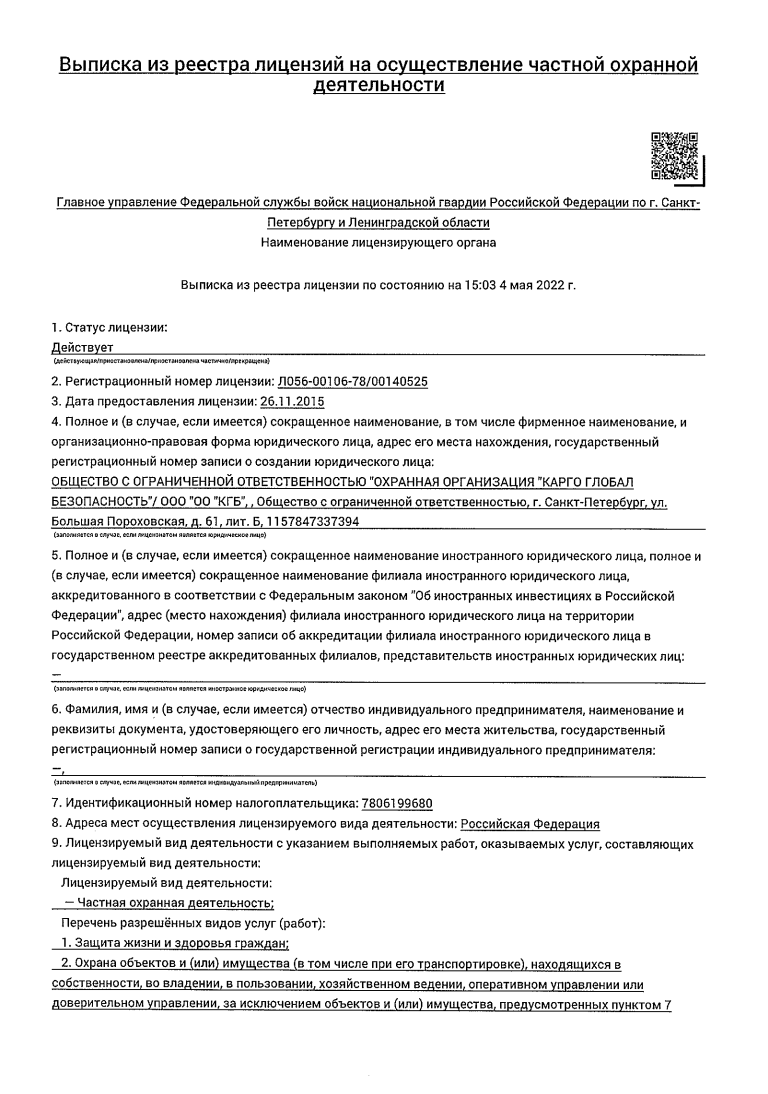 Выписка из реестра лицензий на осуществление частной охранной
деятельности
Главное управление Федеральной службы войск национальной гвардии Российской Федерации по г. Санкт-
Петербургу и Ленинградской области
Наименование лицензирующего органа
Выписка из реестра лицензии по состоянию на 15:03 4 мая 2022 г.
1. Статус лицензии:
Действует
(действующая/приостановлена/приостановлена частично/прекращена)
2. Регистрационный номер лицензии: Л056-00106-78/00140525
3. Дата предоставления лицензии: 26.11.2015
4. Полное и (в случае, если имеется) сокращенное наименование, в том числе фирменное наименование, и
организационно-правовая форма юридического лица, адрес его места нахождения, государственный
регистрационный номер записи о создании юридического лица:
ОБЩЕСТВО С ОГРАНИЧЕННОЙ ОТВЕТСТВЕННОСТЬЮ "ОХРАННАЯ ОРГАНИЗАЦИЯ "КАРГО ГЛОБАЛ
БЕЗОПАСНОСТЬ"/ ООО "ОО "КГБ", , Общество с ограниченной ответственностью, г. Санкт-Петербург, ул.
Большая Пороховская, д. 61, лит. Б, 1157847337394
(заполняется в случае, если лицензиатом является юридическое лицо)
5. Полное и (в случае, если имеется) сокращенное наименование иностранного юридического лица, полное и
(в случае, если имеется) сокращенное наименование филиала иностранного юридического лица,
аккредитованного в соответствии с Федеральным законом "Об иностранных инвестициях в Российской
Федерации", адрес (место нахождения) филиала иностранного юридического лица на территории
Российской Федерации, номер записи об аккредитации филиала иностранного юридического лица в
государственном реестре аккредитованных филиалов, представительств иностранных юридических лиц:
—
(заполняется в случае, если лицензиатом является иностранное юридическое лицо)
6. Фамилия, имя и (в случае, если имеется) отчество индивидуального предпринимателя, наименование и
реквизиты документа, удостоверяющего его личность, адрес его места жительства, государственный
регистрационный номер записи о государственной регистрации индивидуального предпринимателя:
—,
(заполняется в случае, если лицензиатом является индивидуальный предприниматель)
7. Идентификационный номер налогоплательщика: 7806199680
8. Адреса мест осуществления лицензируемого вида деятельности: Российская Федерация
9. Лицензируемый вид деятельности с указанием выполняемых работ, оказываемых услуг, составляющих
лицензируемый вид деятельности:
Лицензируемый вид деятельности:
— Частная охранная деятельность;
Перечень разрешённых видов услуг (работ):
1. Защита жизни и здоровья граждан;
2. Охрана объектов и (или) имущества (в том числе при его транспортировке), находящихся в
собственности, во владении, в пользовании, хозяйственном ведении, оперативном управлении или
доверительном управлении, за исключением объектов и (или) имущества, предусмотренных пунктом 7